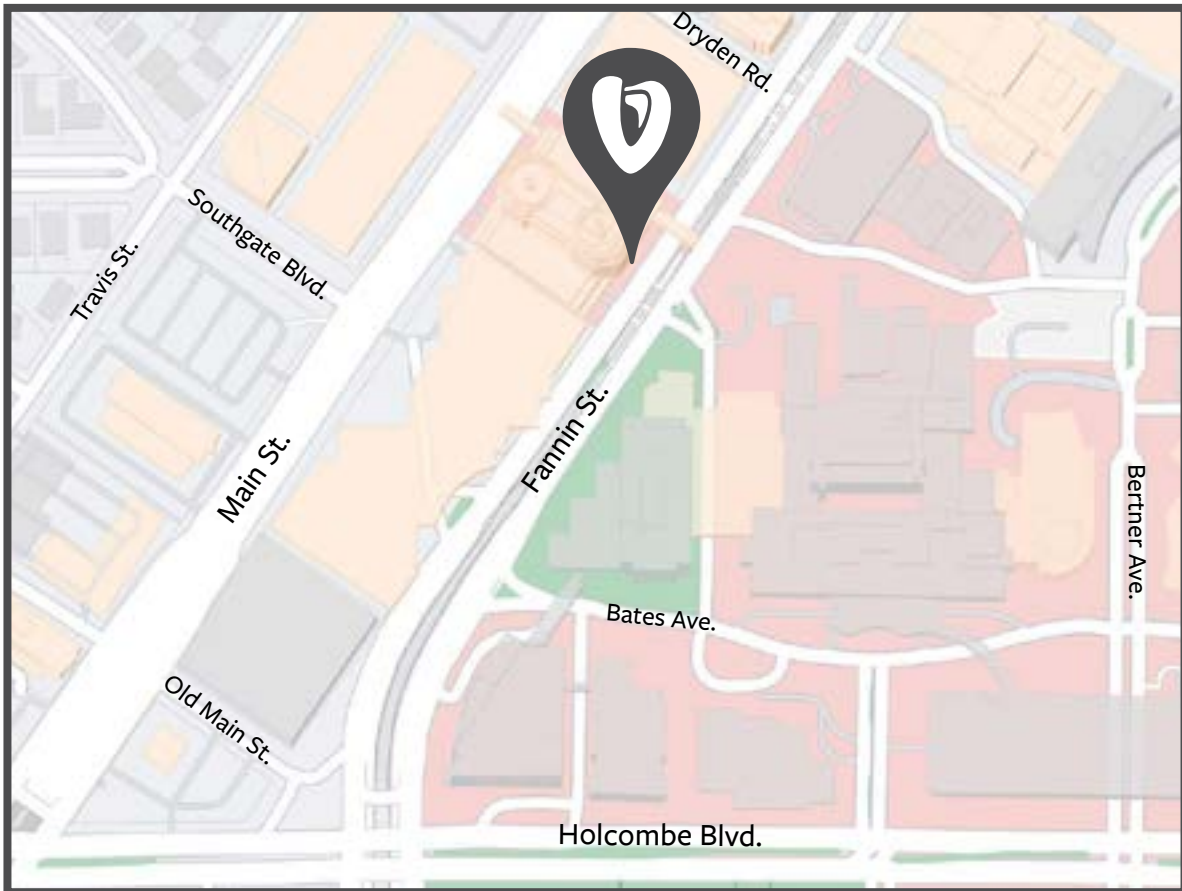 Dryden Rd.
Southgate Blvd.
Travis St.
Fannin St.
Main St.
Bertner Ave.
Bates Ave.
Old Main St.
Holcombe Blvd.